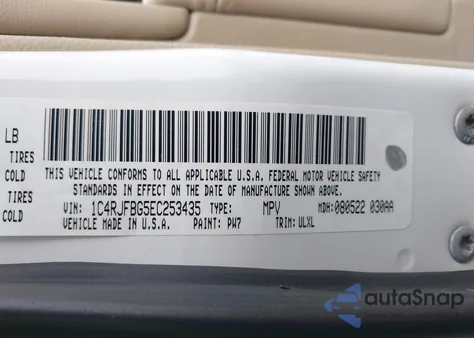 LB
TIRES
COLD
TIRES
COLD
THIS VEHICLE CONFORMS TO ALL APPLICABLE U.S.A. FEDERAL MOTOR VEHICLE SAFETY
STANDARDS IN EFFECT ON THE DATE OF MANUFACTURE SHOWN ABOVE.
VIN: 1C4RJFBG5EC253435 TYPE: MPV MDH: 080522 030AA
VEHICLE MADE IN U.S.A. PAINT: PW7 TRIM: ULXL
autoSnap